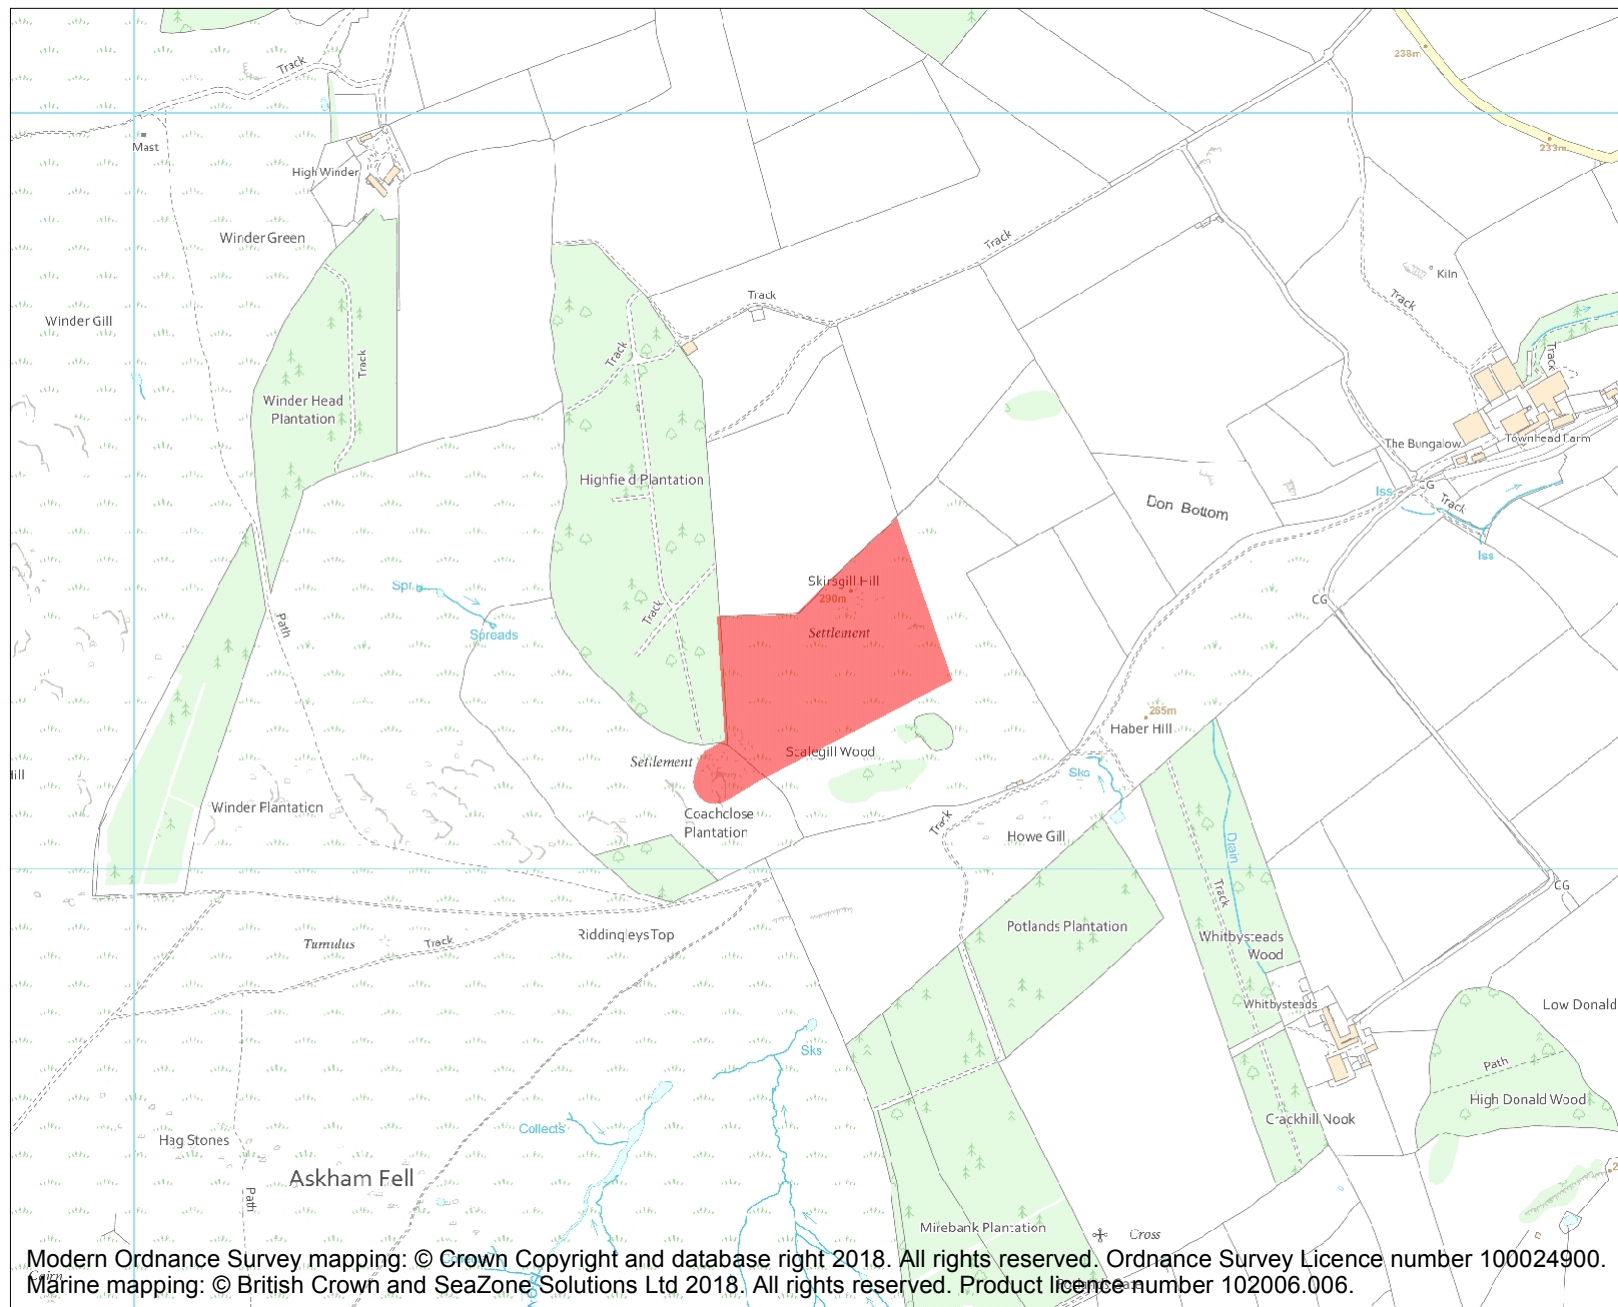 238m
Track
233m
Mast
High Winder
Winder Green
Track
Kiln
Track
Track
Winder Gill
Track
Track
Track
Winder Head
Plantation
The Bungalow
Townhead Farm
Highfield Plantation
CG
Iss
Track
Don Bottom
Iss
Skirsgill Hill
290m
Spr
CG
Track
Path
Spreads
Settlement
265m
Haber Hill
Scalegill Wood
Settlement
Sks
Winder Plantation
Coachclose
Plantation
Track
Howe Gill
Drain
CG
Track
Potlands Plantation
Riddingleys Top
Whitbysteads
Wood
Tumulus
Track
Whitbysteads
Low Donald
Sks
Path
High Donald Wood
Collects
Crackhill Nook
Hag Stones
Askham Fell
Path
Mirebank Plantation
Cross
Modern Ordnance Survey mapping: © Crown Copyright and database right 2018. All rights reserved. Ordnance Survey Licence number 100024900.
Cairn
Marine mapping: © British Crown and SeaZone Solutions Ltd 2018. All rights reserved. Product licence number 102006.006.